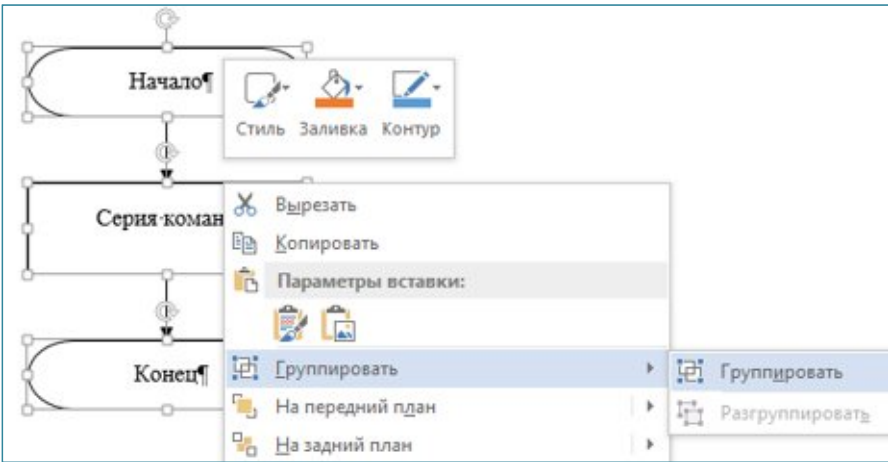 Начало¶
Стиль Заливка Контур
Серия·коман
Вырезать
Копировать
Параметры вставки:
Конец¶
Группировать
Группировать
На передний план
Разгруппировать
На задний план